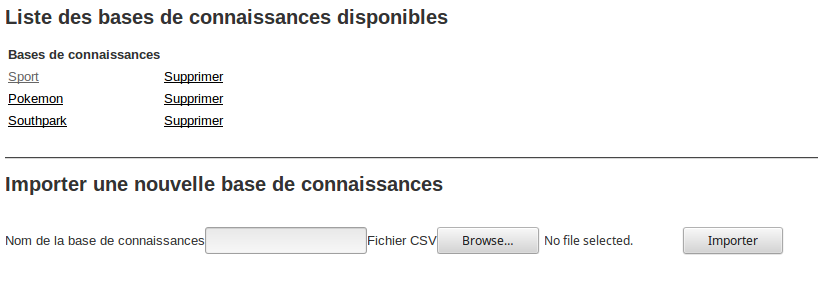 Liste des bases de connaissances disponibles
Bases de connaissances
Sport Supprimer
Pokemon Supprimer
Southpark Supprimer
Importer une nouvelle base de connaissances
Nom de la base de connaissances Fichier CSV Browse... No file selected. Importer